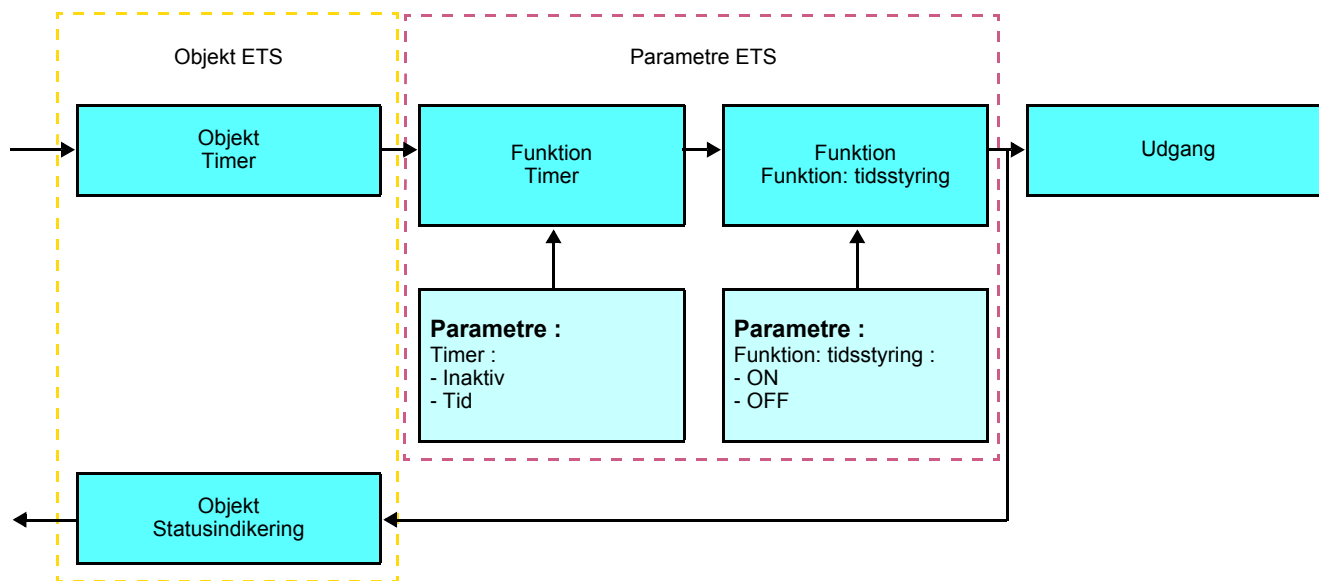 Objekt ETS
Parametre ETS
Objekt
Timer
Funktion
Timer
Funktion
Funktion: tidsstyring
Udgang
Parametre :
Timer :
- Inaktiv
- Tid
Parametre :
Funktion: tidsstyring :
- ON
- OFF
Objekt
Statusindikering